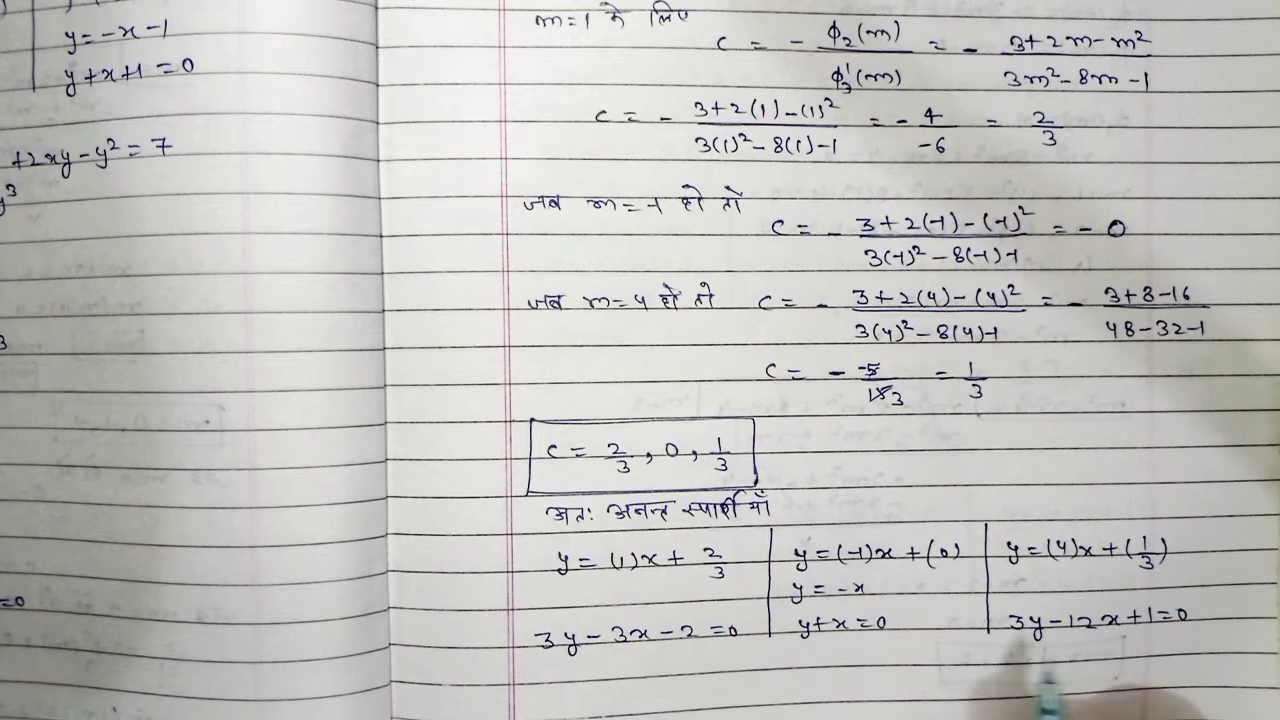 y = -x - 1
y + x + 1 = 0
+2xy - y² = 7
y³
3
=0
m = 1 के लिए
c = - ϕ₂(m) / ϕ₃'(m) = - (3 + 2m - m²) / (3m² - 8m - 1)
c = - (3 + 2(1) - (1)²) / (3(1)² - 8(1) - 1) = - 4/-6 = 2/3
जब m = -1 हो तो
c = - (3 + 2(-1) - (-1)²) / (3(-1)² - 8(-1) - 1) = - 0
जब m = 4 हो तो c = - (3 + 2(4) - (4)²) / (3(4)² - 8(4) - 1) = - (3 + 8 - 16) / (48 - 32 - 1)
c = - -5/15 3 = 1/3
c = 2/3 , 0 , 1/3
अतः अनन्त स्पर्शीयाँ
y = (1)x + 2/3
3y - 3x - 2 = 0
y = (-1)x + (0)
y = -x
y + x = 0
y = (4)x + (1/3)
3y - 12x + 1 = 0